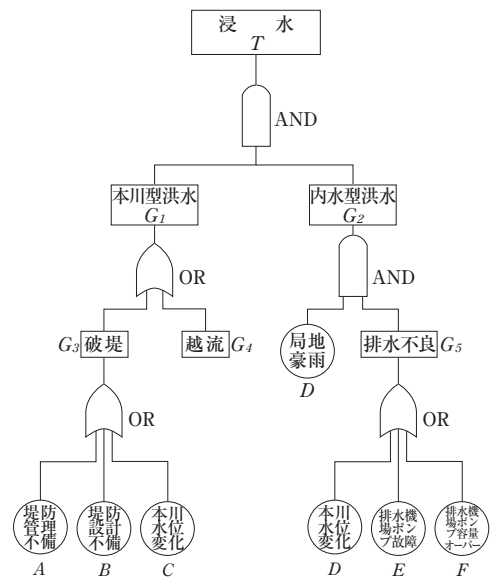 浸 水
T
AND
本川型洪水
G1
内水型洪水
G2
OR
AND
G3 破堤
越流 G4
局地
豪雨
D
排水不良 G5
OR
OR
堤防
管理
不備
A
堤防
設計
不備
B
本川
水位
変化
C
本川
水位
変化
D
排水機
場ポン
プ故障
E
排水機
場ポン
プ容量
オーバー
F